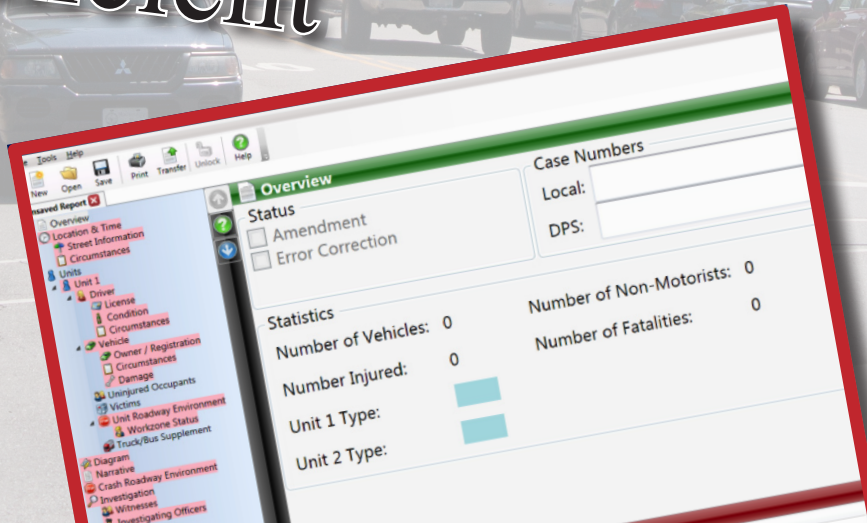 Tools Help
New Open Save Print Transfer Unlock Help
Unsaved Report
Overview
Location & Time
Street Information
Circumstances
Units
Unit 1
Driver
License
Condition
Circumstances
Vehicle
Owner / Registration
Circumstances
Damage
Uninjured Occupants
Victims
Unit Roadway Environment
Workzone Status
Truck/Bus Supplement
Diagram
Narrative
Crash Roadway Environment
Investigation
Witnesses
Investigating Officers
Overview
Status
Amendment
Error Correction
Case Numbers
Local:
DPS:
Statistics
Number of Vehicles: 0
Number of Non-Motorists: 0
Number Injured: 0
Number of Fatalities: 0
Unit 1 Type:
Unit 2 Type: